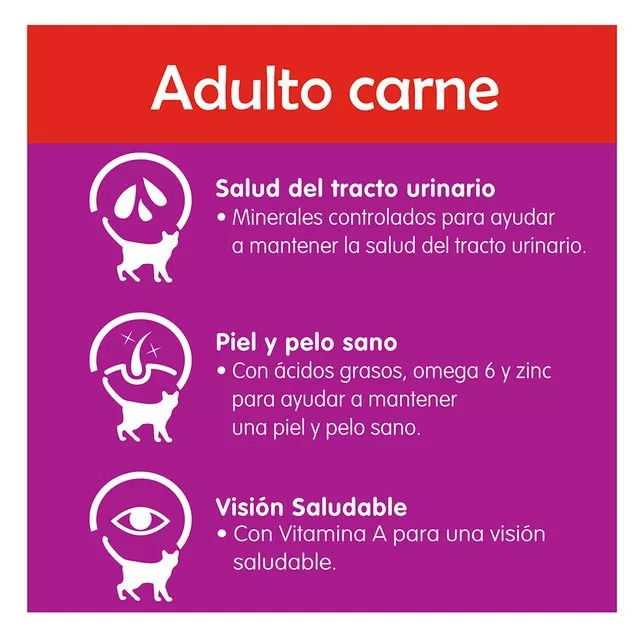 Adulto carne
Salud del tracto urinario
• Minerales controlados para ayudar
a mantener la salud del tracto urinario.
Piel y pelo sano
• Con ácidos grasos, omega 6 y zinc
para ayudar a mantener
una piel y pelo sano.
Visión Saludable
• Con Vitamina A para una visión
saludable.